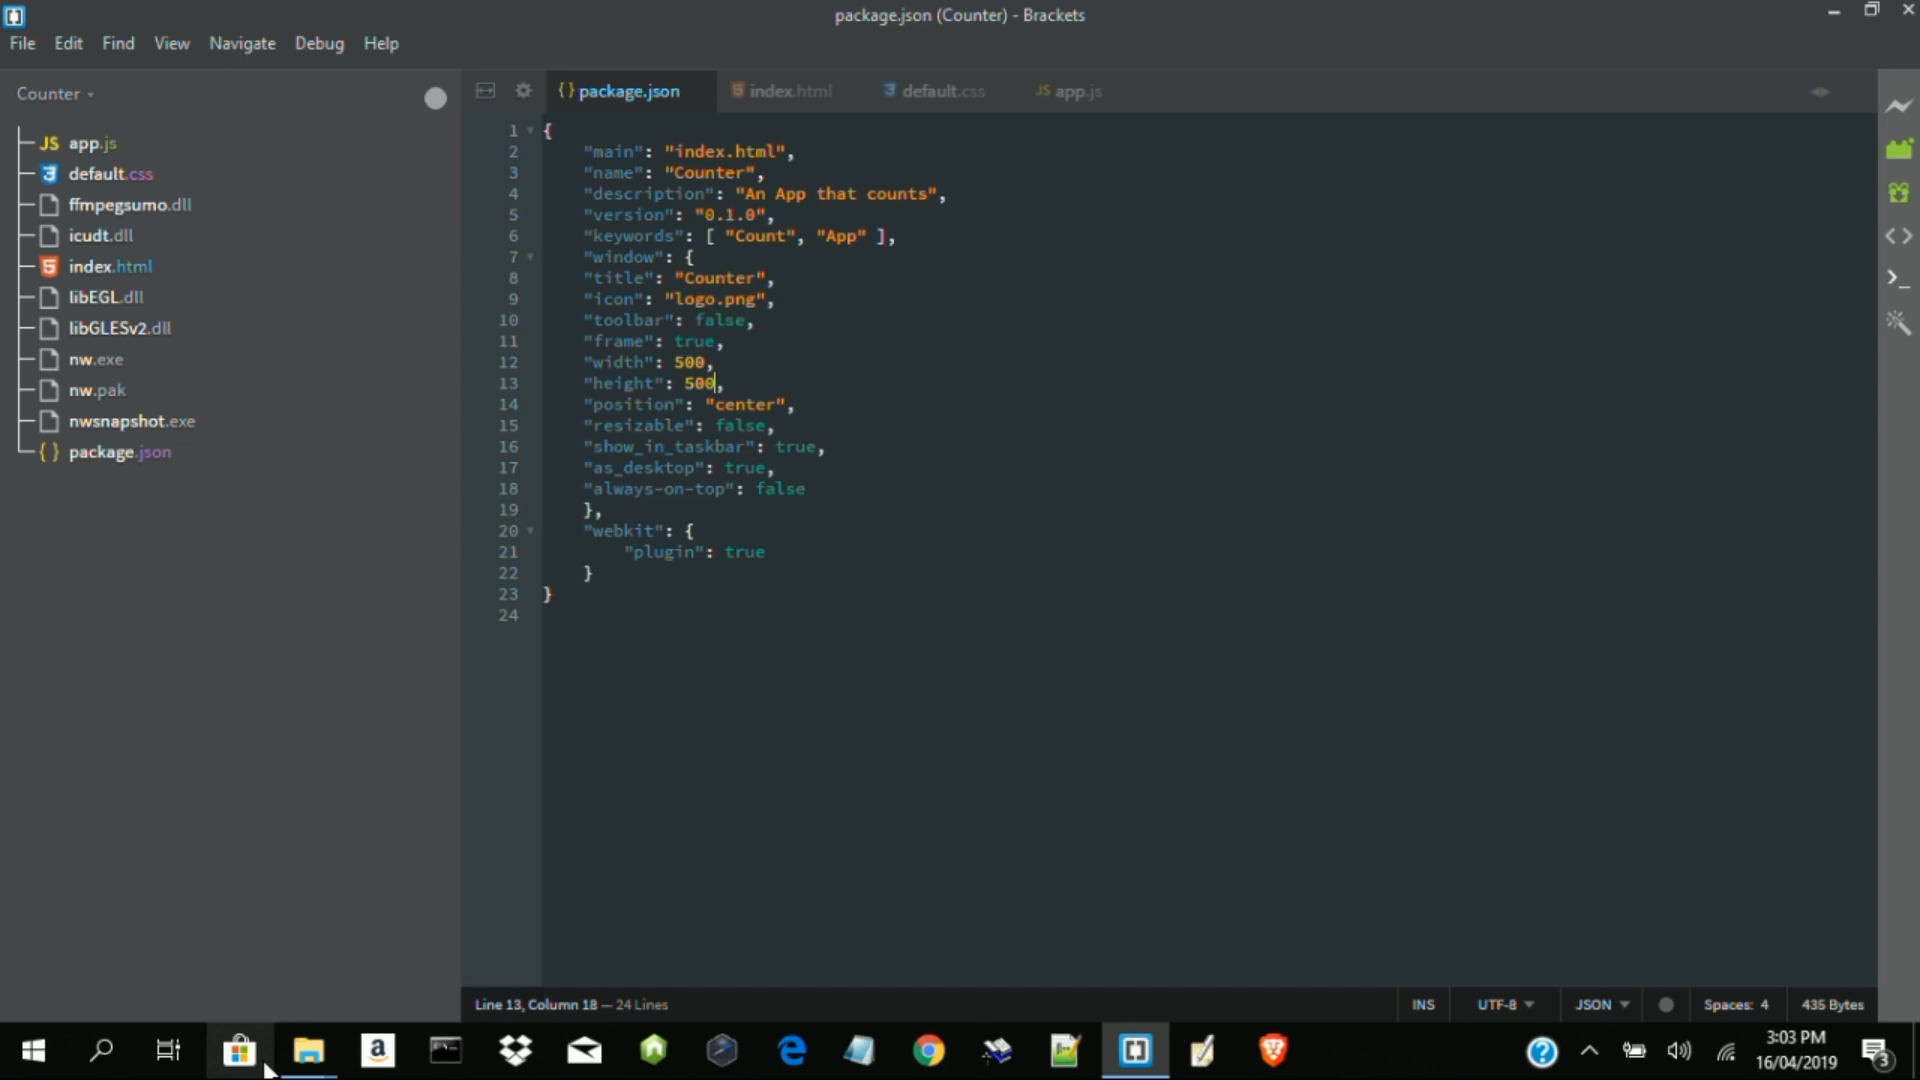 package.json (Counter) - Brackets
File Edit Find View Navigate Debug Help
Counter
JS app.js
default.css
ffmpegsumo.dll
icudt.dll
index.html
libEGL.dll
libGLESv2.dll
nw.exe
nw.pak
nwsnapshot.exe
{ } package.json
{} package.json index.html default.css JS app.js
1 {
2 "main": "index.html",
3 "name": "Counter",
4 "description": "An App that counts",
5 "version": "0.1.0",
6 "keywords": [ "Count", "App" ],
7 "window": {
8 "title": "Counter",
9 "icon": "logo.png",
10 "toolbar": false,
11 "frame": true,
12 "width": 500,
13 "height": 500,
14 "position": "center",
15 "resizable": false,
16 "show_in_taskbar": true,
17 "as_desktop": true,
18 "always-on-top": false
19 },
20 "webkit": {
21 "plugin": true
22 }
23 }
24
Line 13, Column 18 — 24 Lines INS UTF-8 JSON Spaces: 4 435 Bytes
3:03 PM
16/04/2019
3